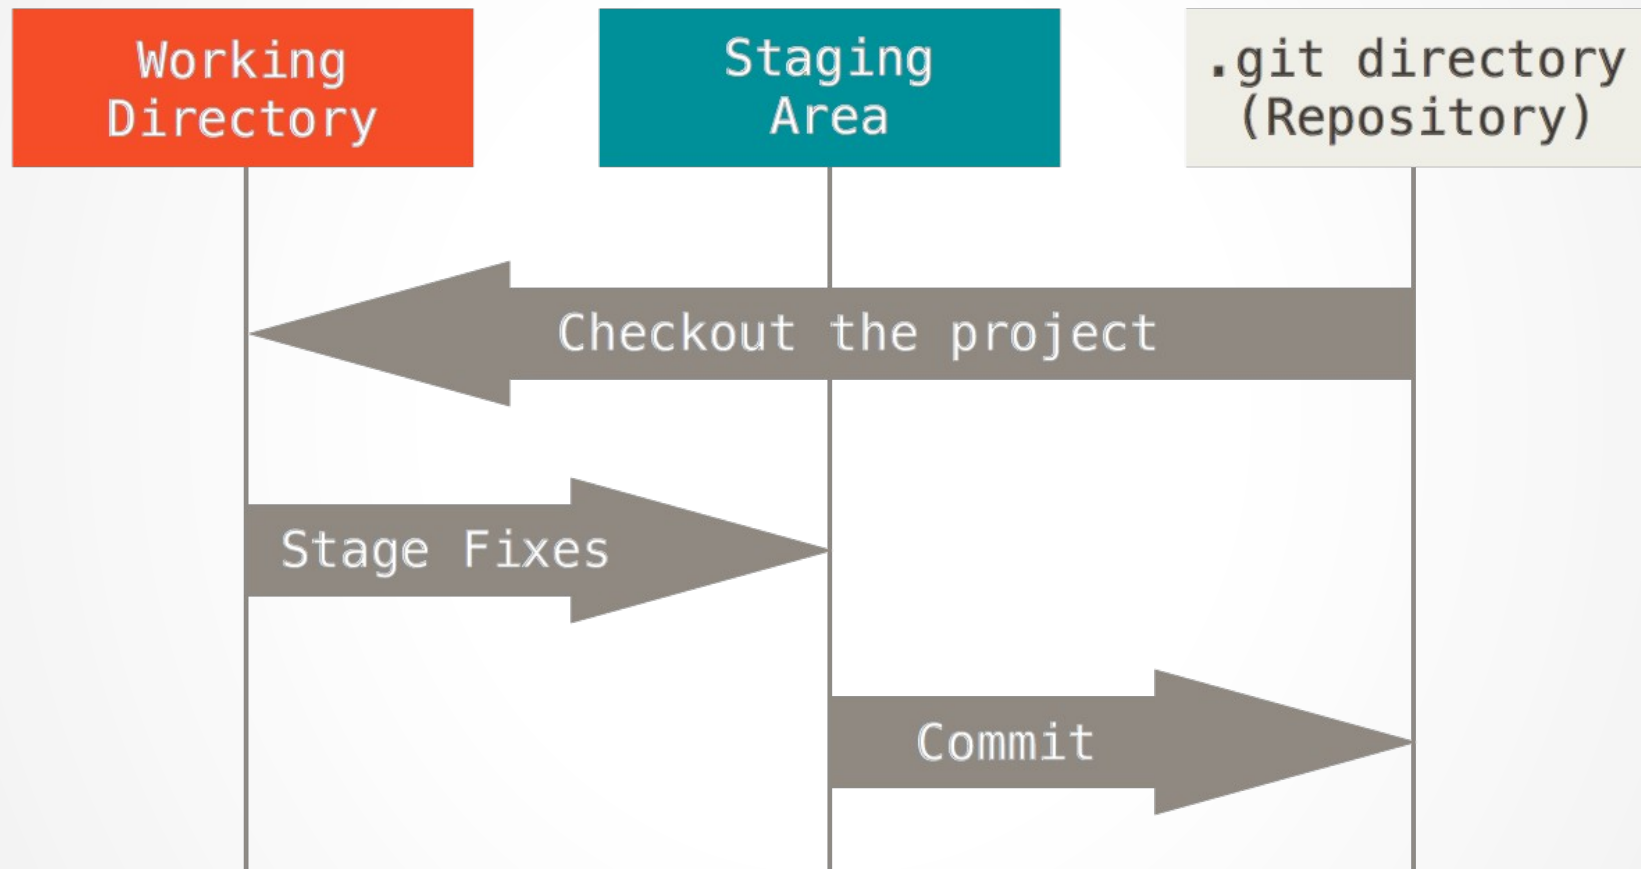 Working
Directory
Staging
Area
.git directory
(Repository)
Checkout the project
Stage Fixes
Commit